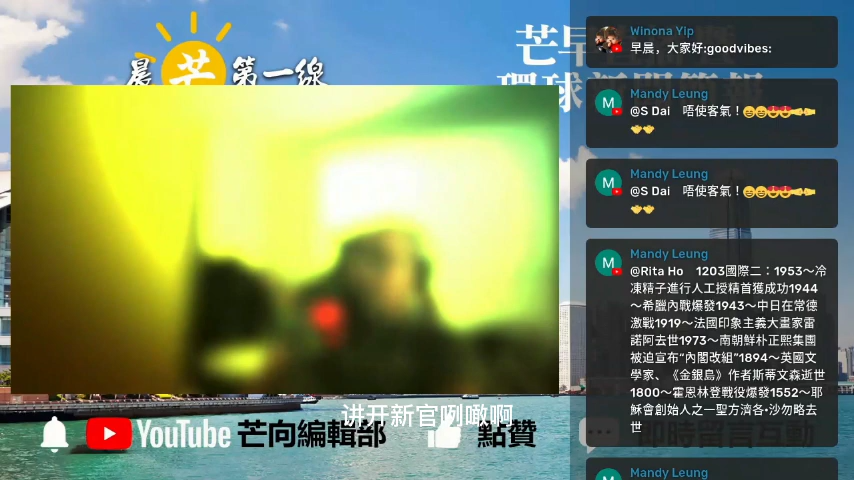 晨 芒 第一線
芒早
環球新聞簡報
Winona Yip
早晨，大家好:goodvibes:
Mandy Leung
@S Dai 唔使客氣！
Mandy Leung
@S Dai 唔使客氣！
Mandy Leung
@Rita Ho 1203國際二：1953～冷
凍精子進行人工授精首獲成功1944
～希臘內戰爆發1943～中日在常德
激戰1919～法國印象主義大畫家雷
諾阿去世1973～南朝鮮朴正熙集團
被迫宣布“內閣改組”1894～英國文
學家、《金銀島》作者斯蒂文森逝世
1800～霍恩林登戰役爆發1552～耶
穌會創始人之一聖方濟各·沙勿略去
世
Mandy Leung
讲开新官咧嗽啊
YouTube 芒向編輯部 點贊 即時留言互動